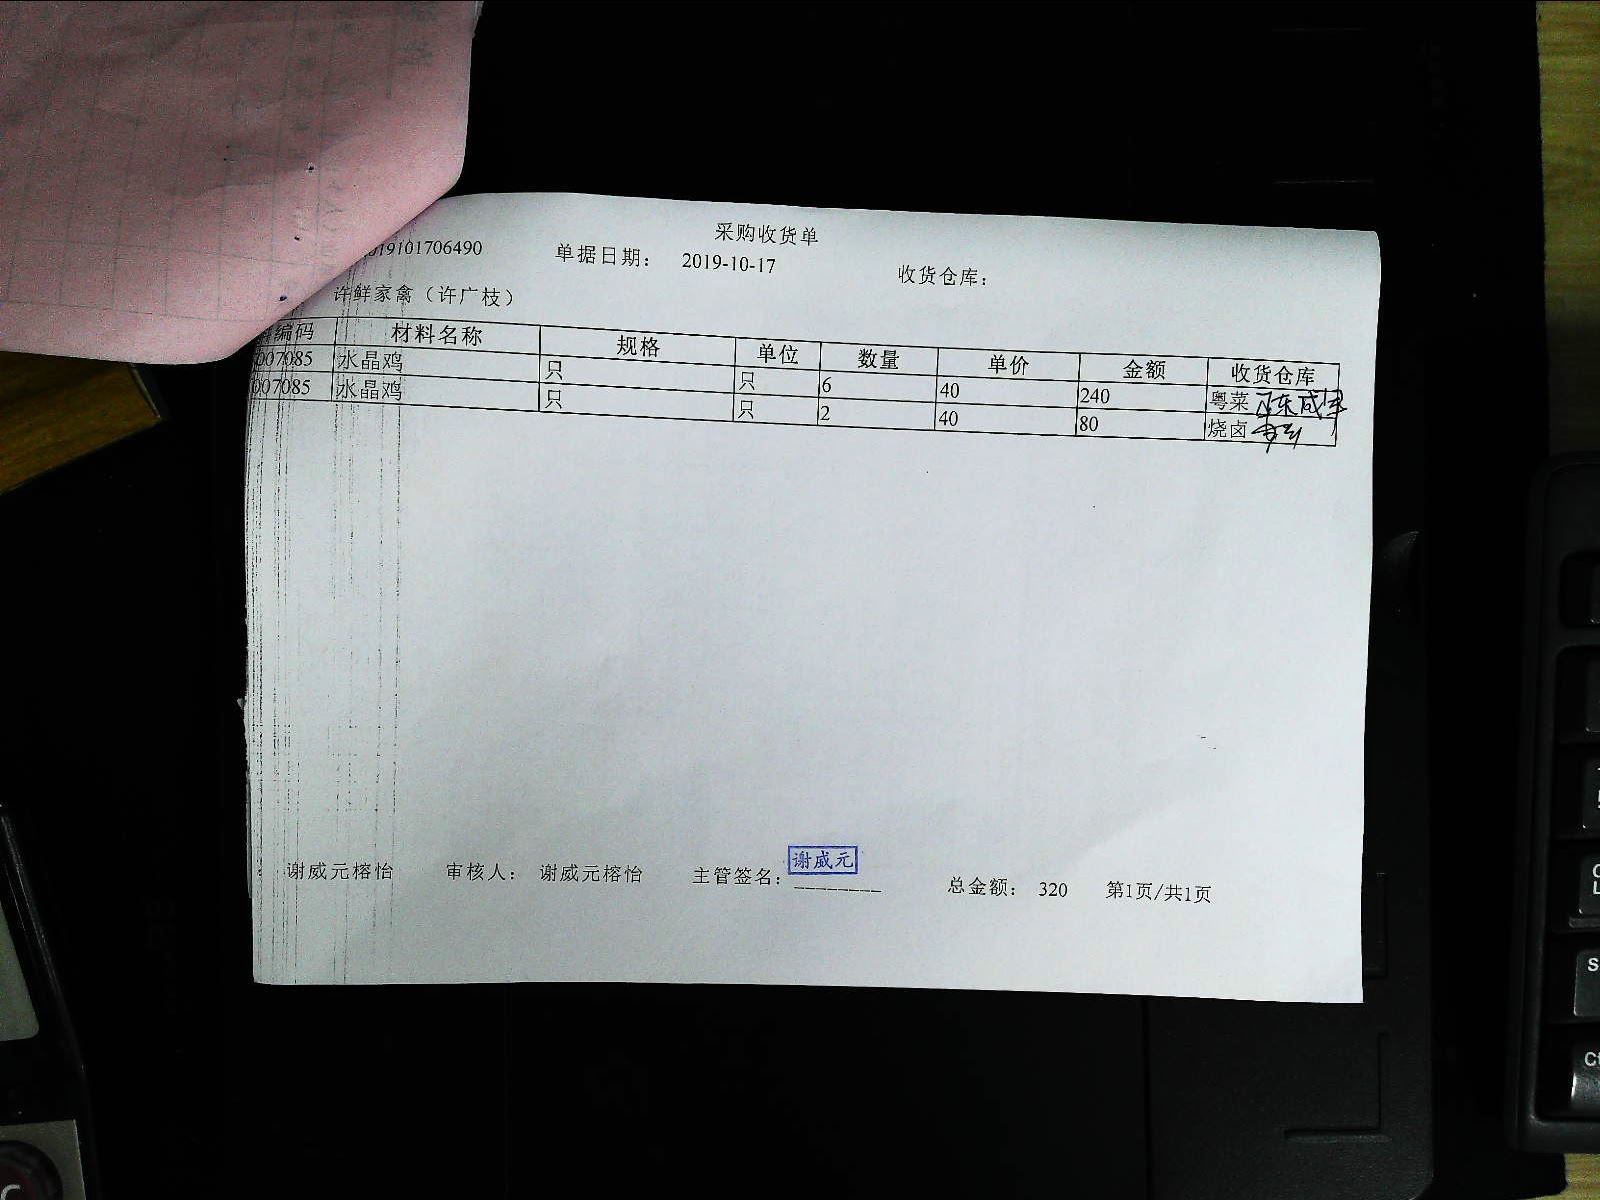 采购收货单
019101706490 单据日期： 2019-10-17 收货仓库：
许鲜家禽（许广枝）
编码 材料名称 规格 单位 数量 单价 金额 收货仓库
007085 水晶鸡 只 只 6 40 240 粤菜
007085 水晶鸡 只 只 2 40 80 烧卤
谢威元榕怡 审核人： 谢威元榕怡 主管签名： 谢威元 总金额： 320 第1页/共1页